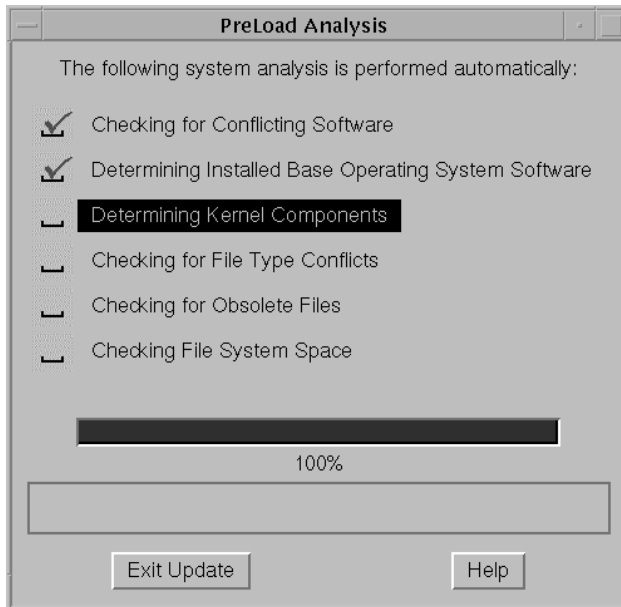 PreLoad Analysis
The following system analysis is performed automatically:
Checking for Conflicting Software
Determining Installed Base Operating System Software
Determining Kernel Components
Checking for File Type Conflicts
Checking for Obsolete Files
Checking File System Space
100%
Exit Update
Help